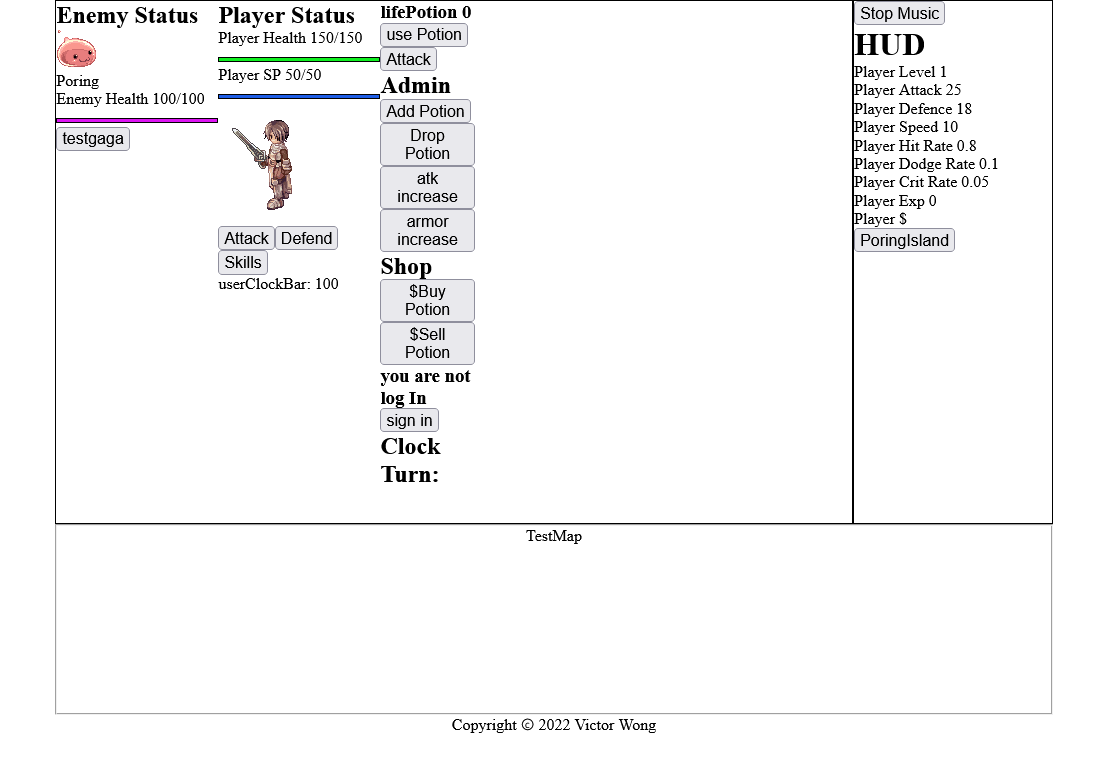 Enemy Status
Poring
Enemy Health 100/100
testgaga
Player Status
Player Health 150/150
Player SP 50/50
Attack Defend
Skills
userClockBar: 100
lifePotion 0
use Potion
Attack
Admin
Add Potion
Drop
Potion
atk
increase
armor
increase
Shop
$Buy
Potion
$Sell
Potion
you are not
log In
sign in
Clock
Turn:
Stop Music
HUD
Player Level 1
Player Attack 25
Player Defence 18
Player Speed 10
Player Hit Rate 0.8
Player Dodge Rate 0.1
Player Crit Rate 0.05
Player Exp 0
Player $
PoringIsland
TestMap
Copyright © 2022 Victor Wong